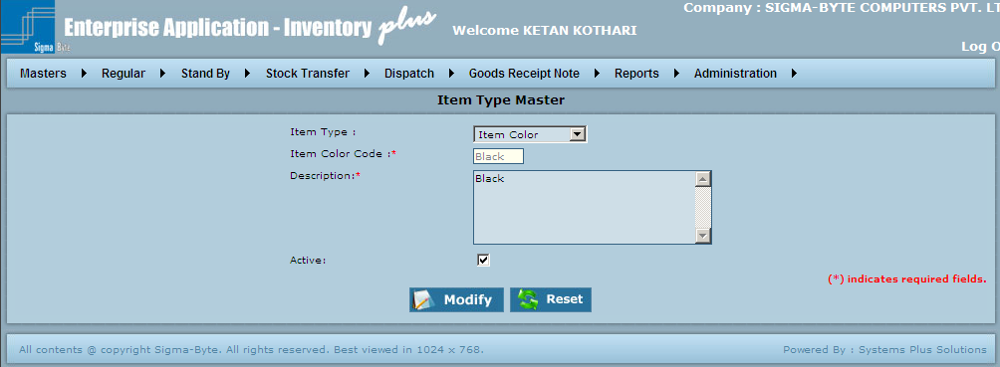 Company : SIGMA-BYTE COMPUTERS PVT. LT
Sigma Byte
Enterprise Application - Inventory plus
Welcome KETAN KOTHARI
Log O
Masters Regular Stand By Stock Transfer Dispatch Goods Receipt Note Reports Administration
Item Type Master
Item Type : Item Color
Item Color Code :* Black
Description:* Black
Active:
(*) indicates required fields.
Modify Reset
All contents @ copyright Sigma-Byte. All rights reserved. Best viewed in 1024 x 768. Powered By : Systems Plus Solutions